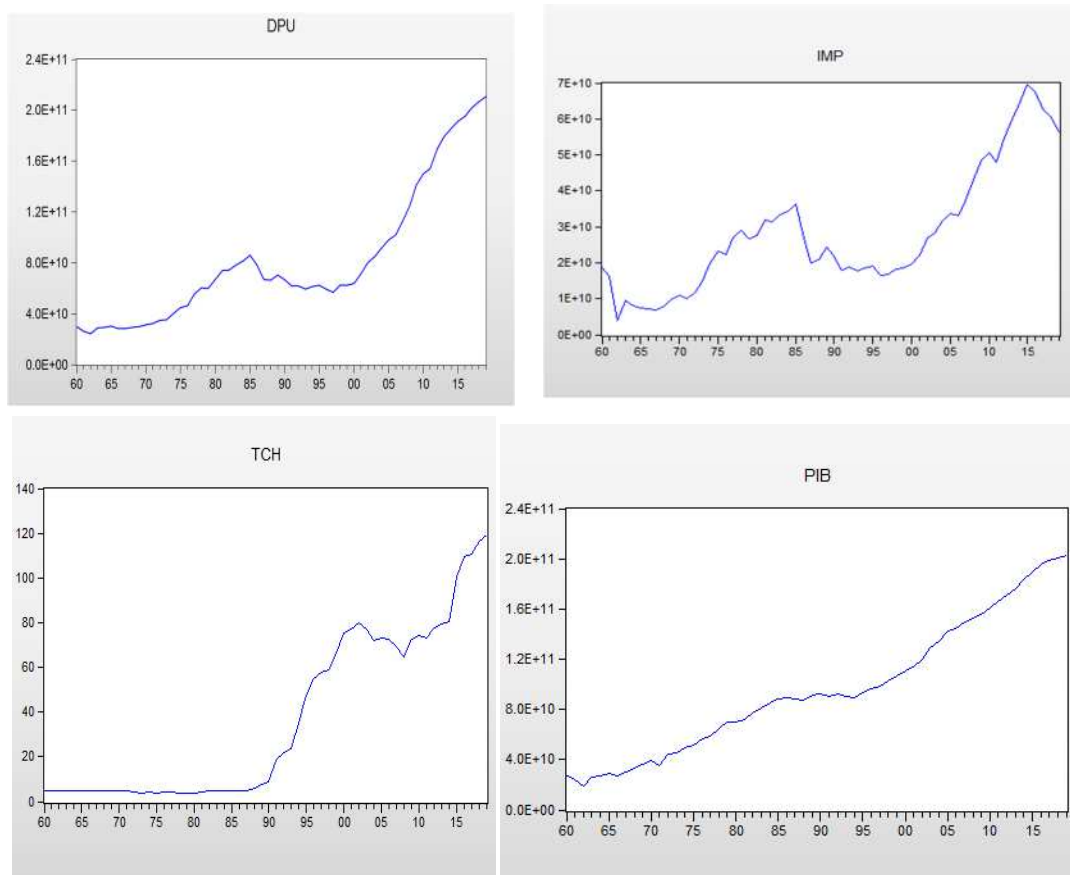 DPU
2.4E+11
2.0E+11
1.6E+11
1.2E+11
8.0E+10
4.0E+10
0.0E+00
60 65 70 75 80 85 90 95 00 05 10 15
IMP
7E+10
6E+10
5E+10
4E+10
3E+10
2E+10
1E+10
0E+00
60 65 70 75 80 85 90 95 00 05 10 15
TCH
140
120
100
80
60
40
20
0
60 65 70 75 80 85 90 95 00 05 10 15
PIB
2.4E+11
2.0E+11
1.6E+11
1.2E+11
8.0E+10
4.0E+10
0.0E+00
60 65 70 75 80 85 90 95 00 05 10 15